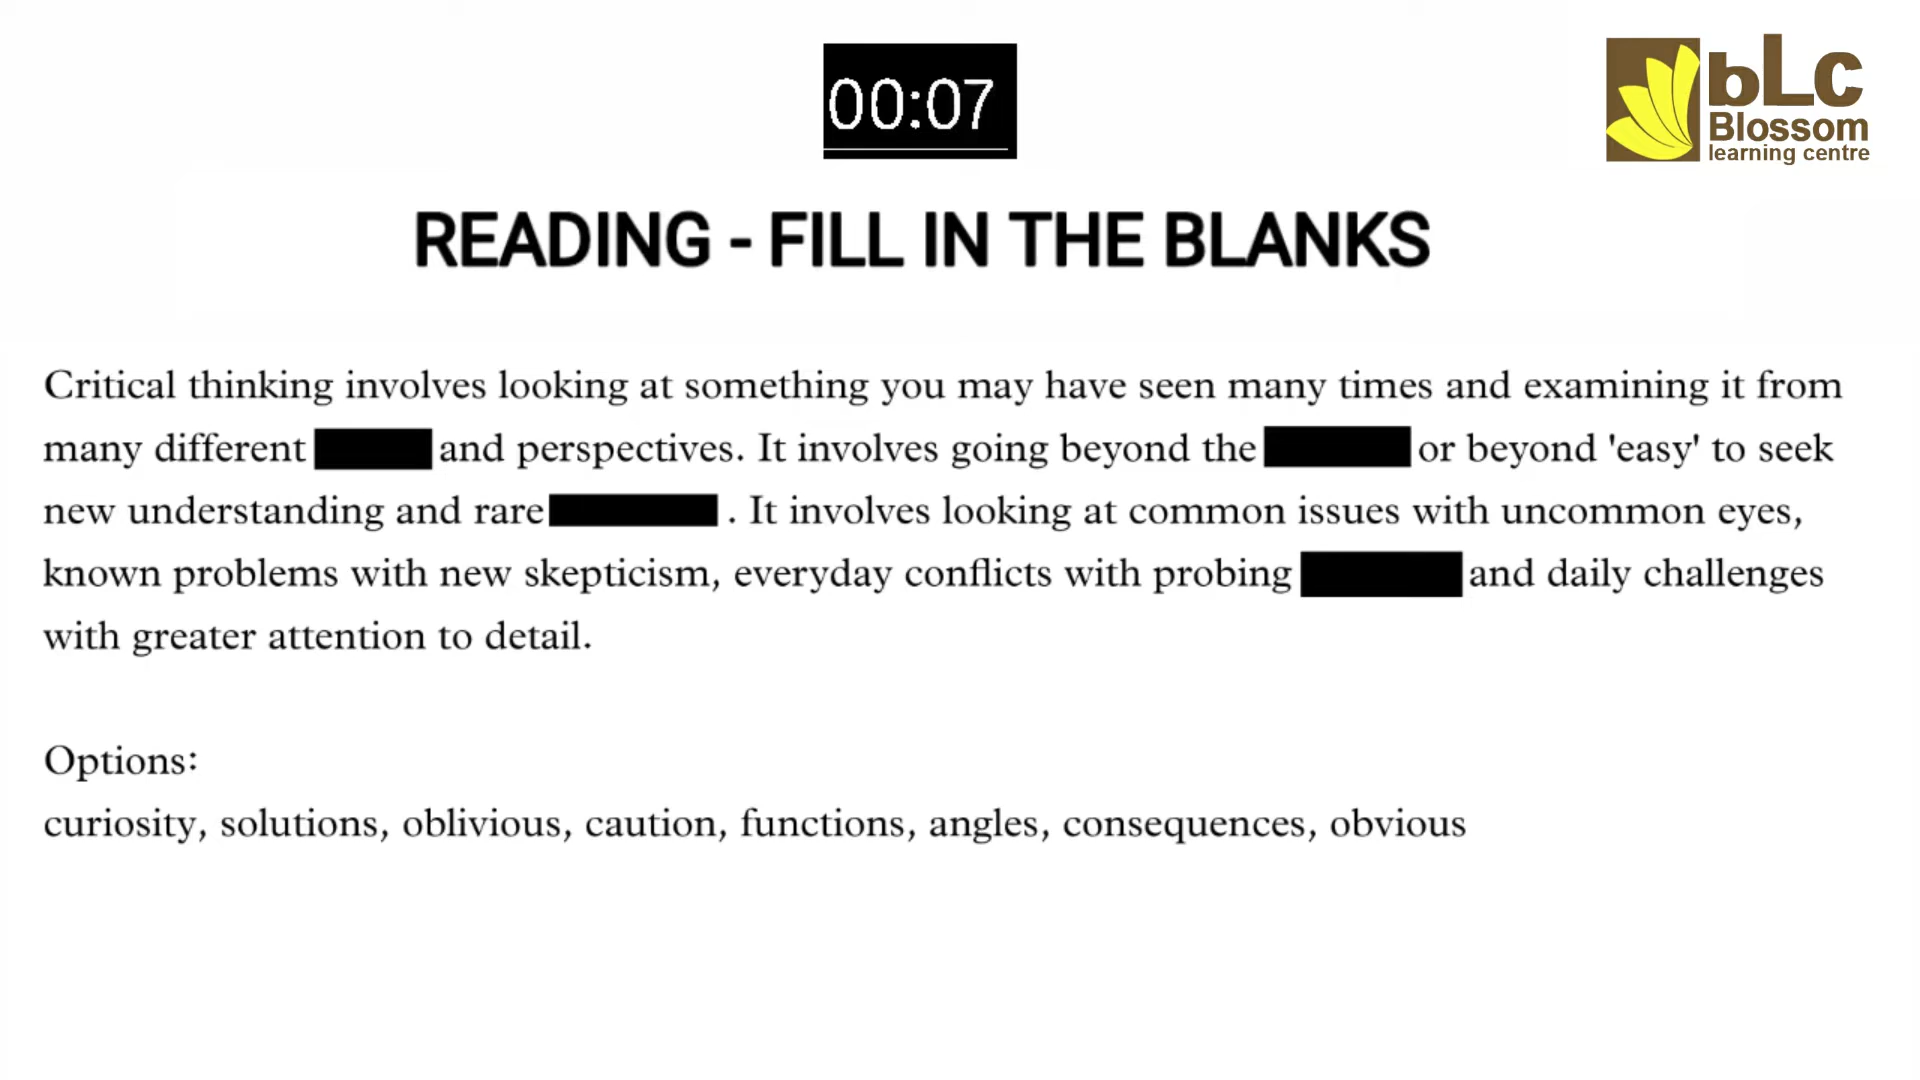 00:07
bLc
Blossom
learning centre
READING - FILL IN THE BLANKS
Critical thinking involves looking at something you may have seen many times and examining it from
many different and perspectives. It involves going beyond the or beyond 'easy' to seek
new understanding and rare . It involves looking at common issues with uncommon eyes,
known problems with new skepticism, everyday conflicts with probing and daily challenges
with greater attention to detail.
Options:
curiosity, solutions, oblivious, caution, functions, angles, consequences, obvious